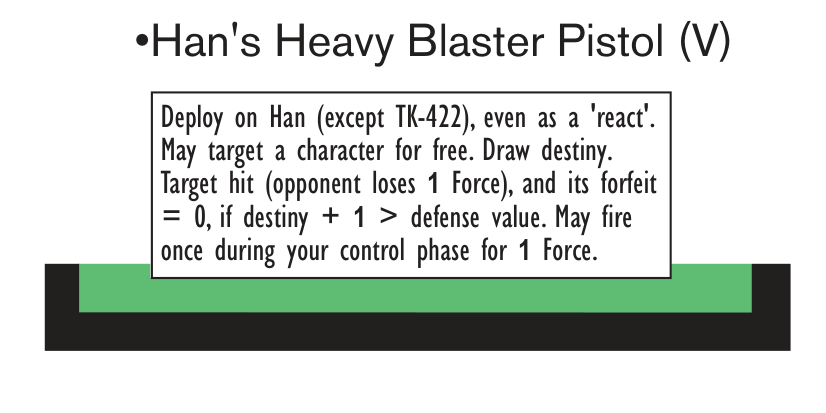 •Han's Heavy Blaster Pistol (V)
Deploy on Han (except TK-422), even as a 'react'.
May target a character for free. Draw destiny.
Target hit (opponent loses 1 Force), and its forfeit
= 0, if destiny + 1 > defense value. May fire
once during your control phase for 1 Force.